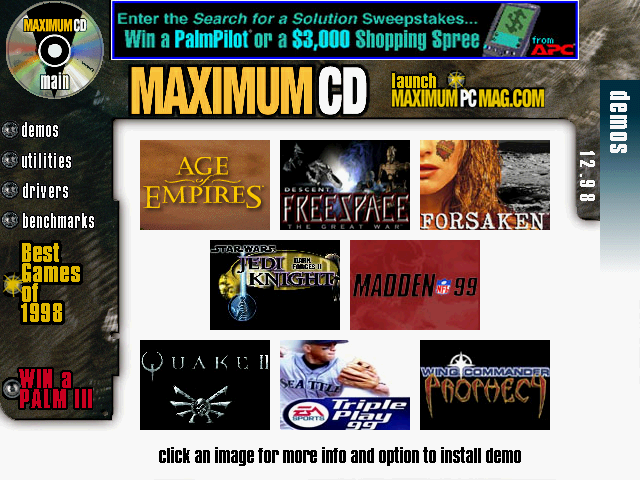 MAXIMUM CD
main
Enter the Search for a Solution Sweepstakes...
Win a PalmPilot* or a $3,000 Shopping Spree
from
APC
MAXIMUM CD
launch
MAXIMUMPCMAG.COM
demos
12.98
demos
utilities
drivers
benchmarks
Best
Games
of
1998
WIN a
PALM III
AGE
of
EMPIRES
DESCENT
FREESPACE
THE GREAT WAR
FORSAKEN
STAR WARS
JEDI
KNIGHT
DARK
FORCES II
MADDEN NFL 99
QUAKE II
SEATTLE
EA
SPORTS
Triple
Play
99
WING COMMANDER
PROPHECY
click an image for more info and option to install demo